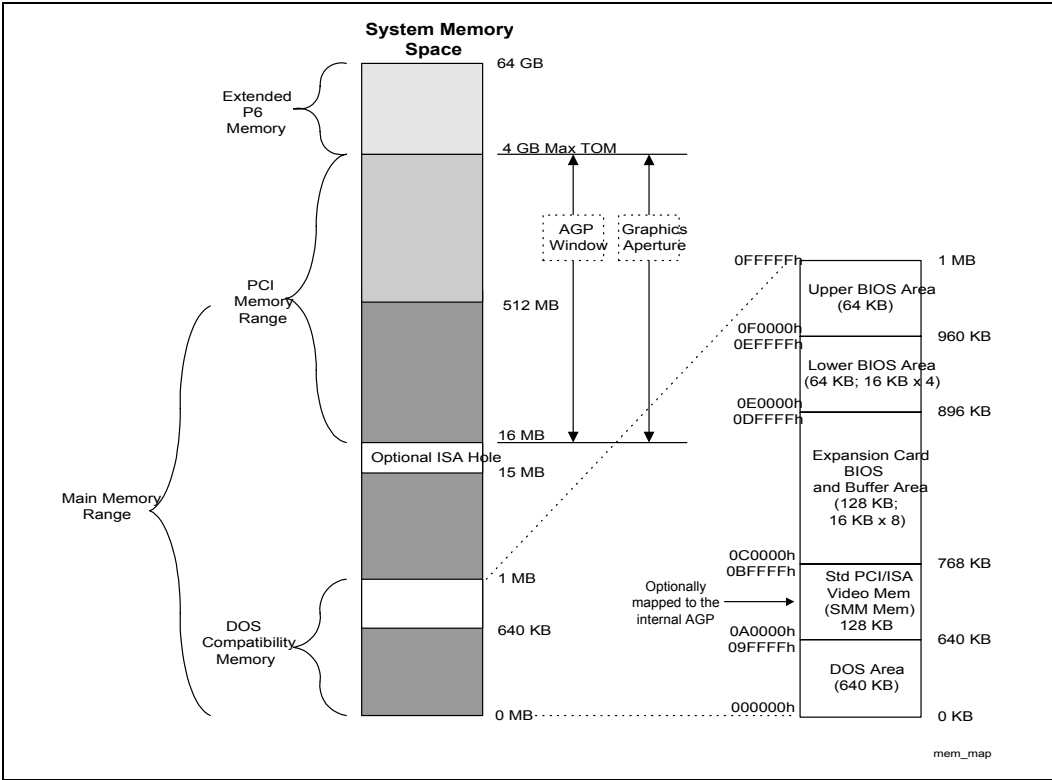 System Memory
Space
64 GB
Extended
P6
Memory
4 GB Max TOM
AGP
Window
Graphics
Aperture
PCI
Memory
Range
512 MB
16 MB
Optional ISA Hole
15 MB
Main Memory
Range
1 MB
DOS
Compatibility
Memory
640 KB
0 MB
0FFFFFh
1 MB
Upper BIOS Area
(64 KB)
0F0000h
0EFFFFh
960 KB
Lower BIOS Area
(64 KB; 16 KB x 4)
0E0000h
0DFFFFh
896 KB
Expansion Card
BIOS
and Buffer Area
(128 KB;
16 KB x 8)
0C0000h
0BFFFFh
768 KB
Optionally
mapped to the
internal AGP
Std PCI/ISA
Video Mem
(SMM Mem)
128 KB
0A0000h
09FFFFh
640 KB
DOS Area
(640 KB)
000000h
0 KB
mem_map